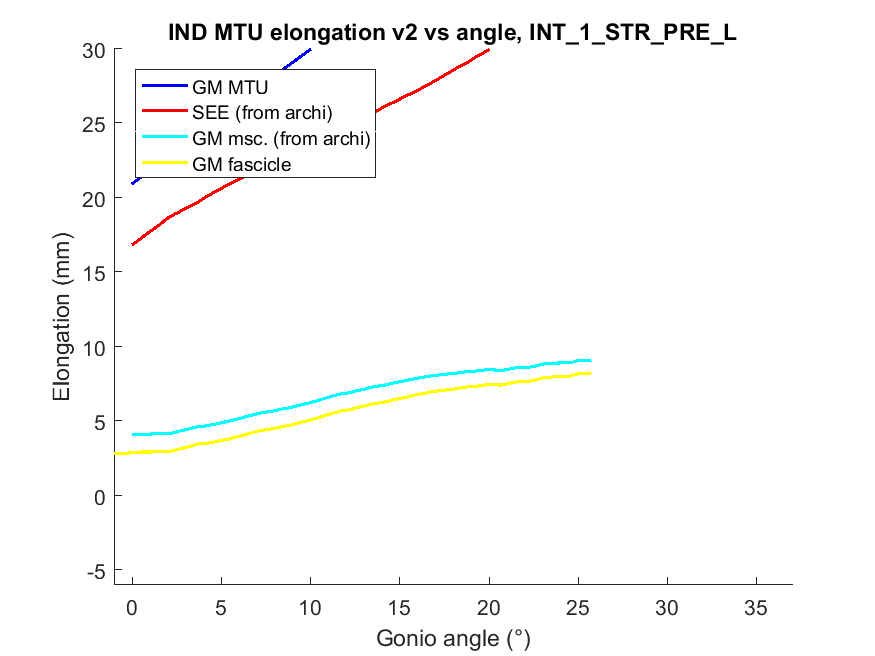 IND MTU elongation v2 vs angle, INT_1_STR_PRE_L
30
25
20
15
10
5
0
-5
Elongation (mm)
GM MTU
SEE (from archi)
GM msc. (from archi)
GM fascicle
0 5 10 15 20 25 30 35
Gonio angle (°)